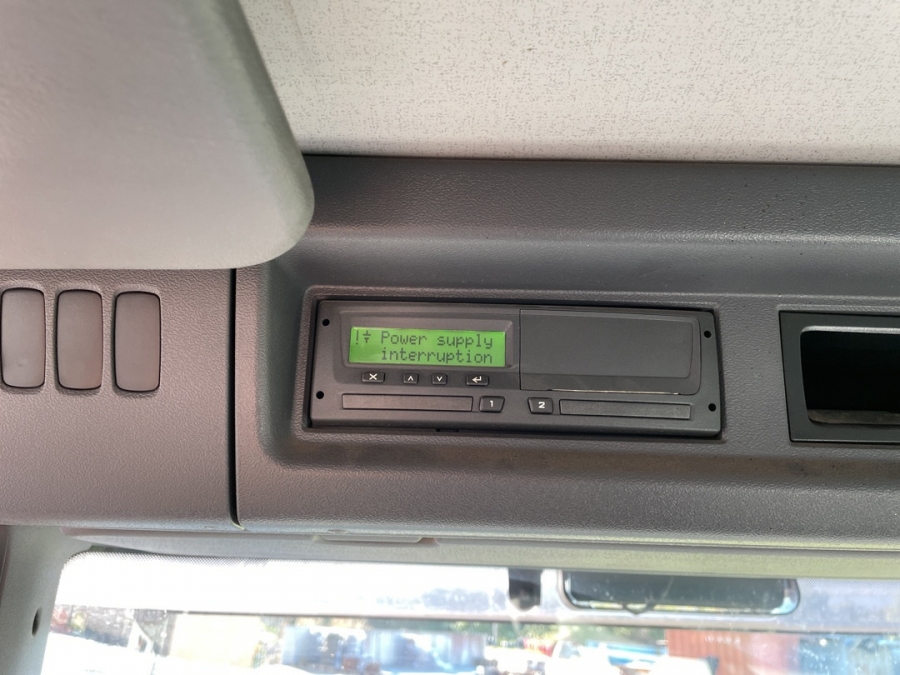 ! Power supply
interruption
1 2